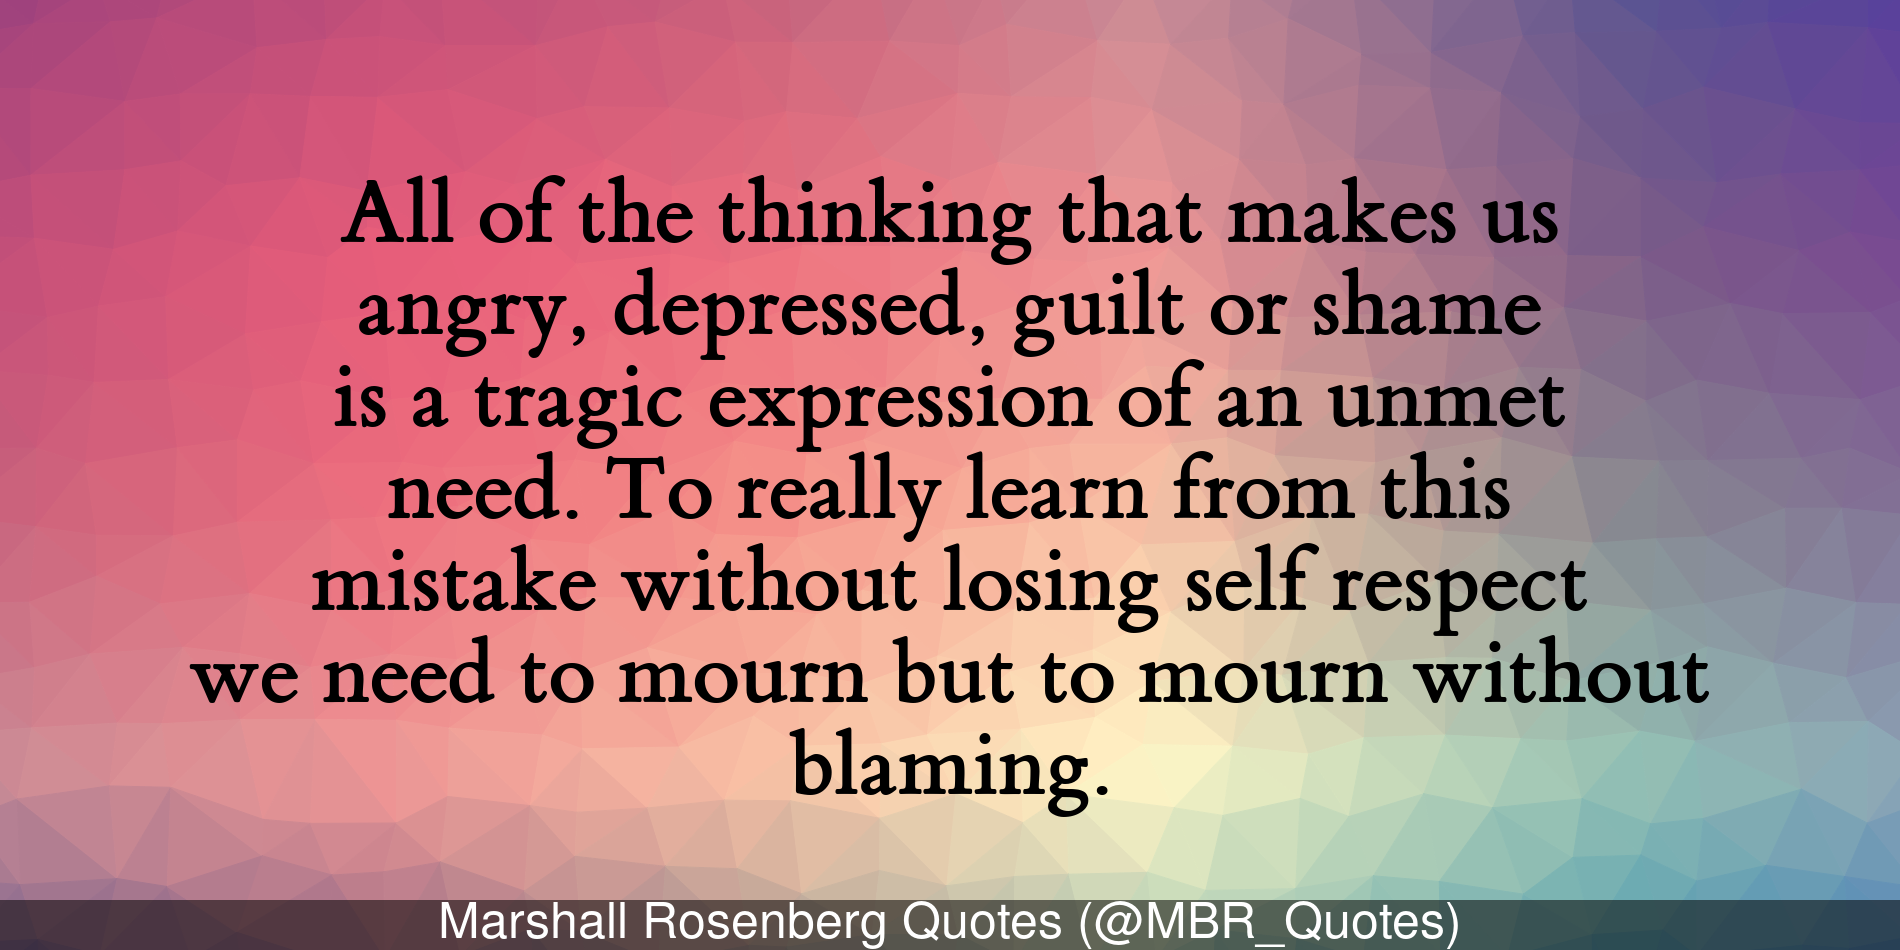 All of the thinking that makes us
angry, depressed, guilt or shame
is a tragic expression of an unmet
need. To really learn from this
mistake without losing self respect
we need to mourn but to mourn without
blaming.
Marshall Rosenberg Quotes (@MBR_Quotes)